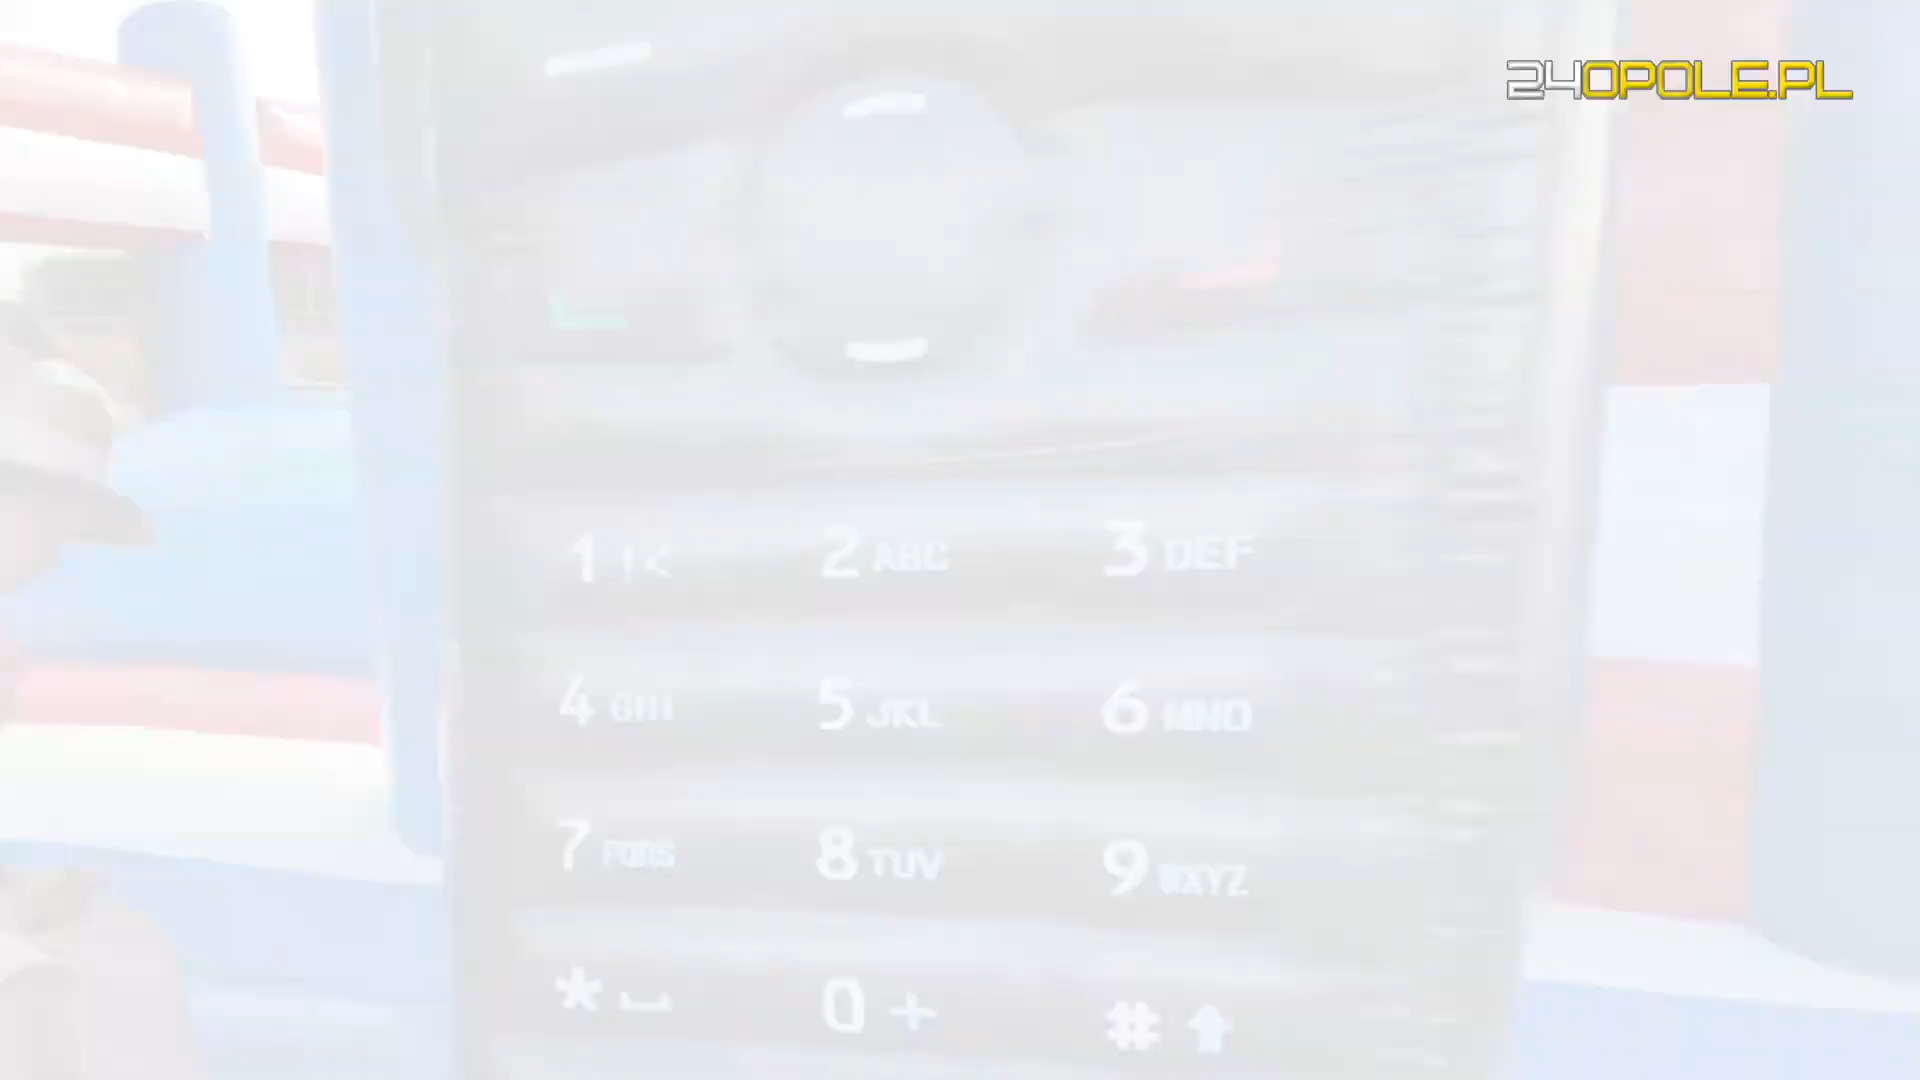 24OPOLE.PL
1 !< 2 ABC 3 DEF
4 GHI 5 JKL 6 MNO
7 PQRS 8 TUV 9 WXYZ
* ⎵ 0 + # ⬆